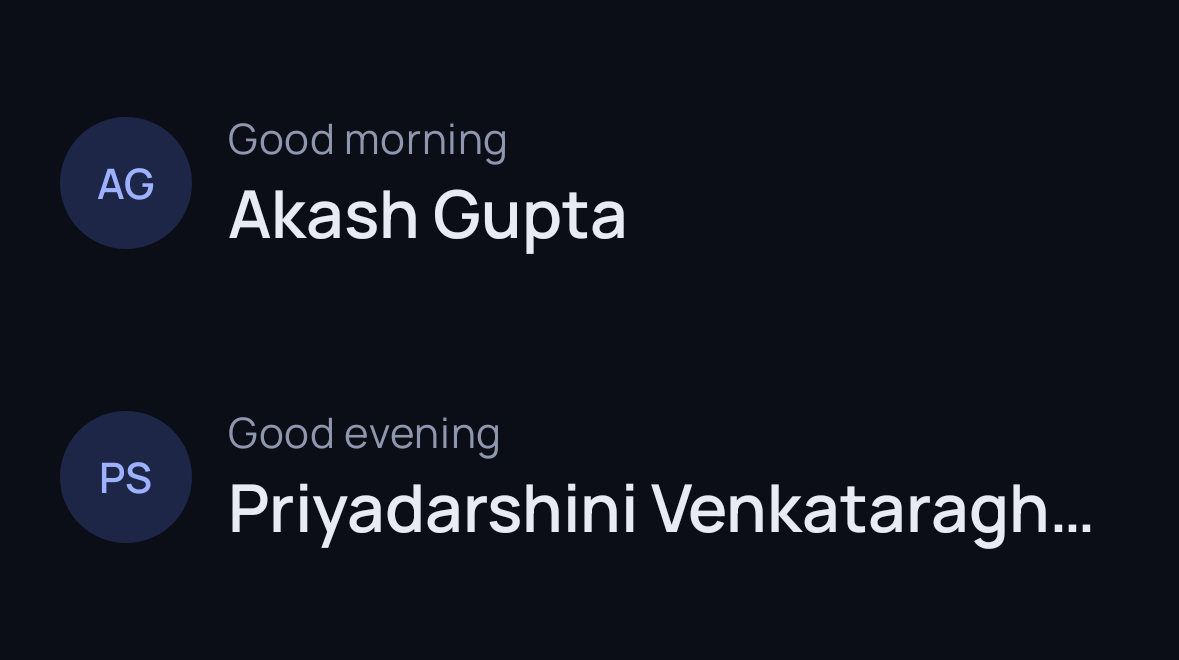 AG
Good morning
Akash Gupta
PS
Good evening
Priyadarshini Venkataragh...